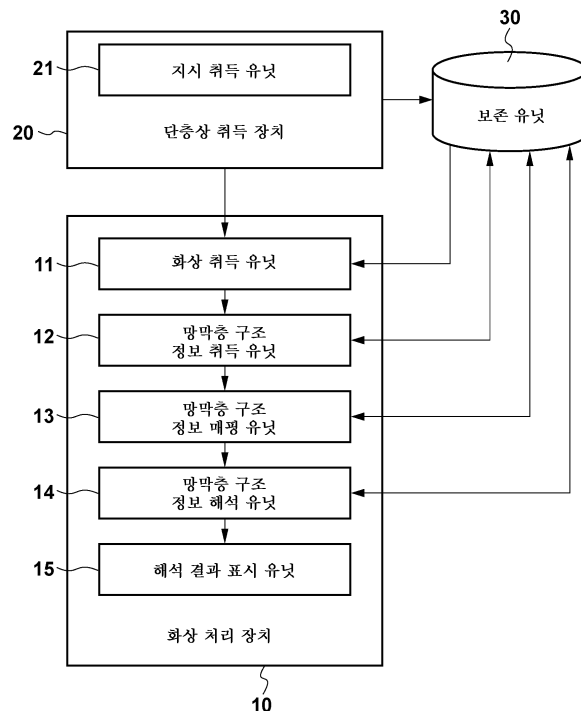 30
21
지시 취득 유닛
보존 유닛
20
단층상 취득 장치
11
화상 취득 유닛
12
망막층 구조
정보 취득 유닛
13
망막층 구조
정보 매핑 유닛
14
망막층 구조
정보 해석 유닛
15
해석 결과 표시 유닛
화상 처리 장치
10